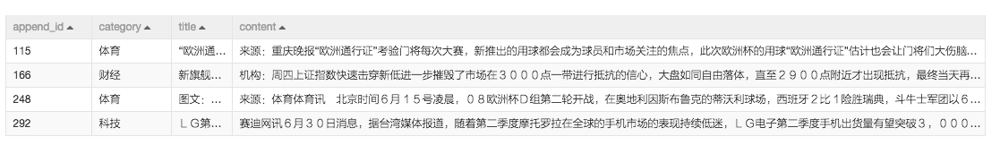 append_id category title content
115 体育 “欧洲通... 来源：重庆晚报“欧洲通行证”考验门将每次大赛，新推出的用球都会成为球员和市场关注的焦点，此次欧洲杯的用球“欧洲通行证”估计也会让门将们大伤脑...
166 财经 新旗舰... 机构：周四上证指数快速击穿新低进一步摧毁了市场在３０００点一带进行抵抗的信心，大盘如同自由落体，直至２９００点附近才出现抵抗，最终当天再...
248 体育 图文：... 来源：体育体育讯　北京时间６月１５号凌晨，０８欧洲杯Ｄ组第二轮开战，在奥地利因斯布鲁克的蒂沃利球场，西班牙２比１险胜瑞典，斗牛士军团以６...
292 科技 ＬＧ第... 赛迪网讯６月３０日消息，据台湾媒体报道，随着第二季度摩托罗拉在全球的手机市场的表现持续低迷，ＬＧ电子第二季度手机出货量有望突破３，０００...